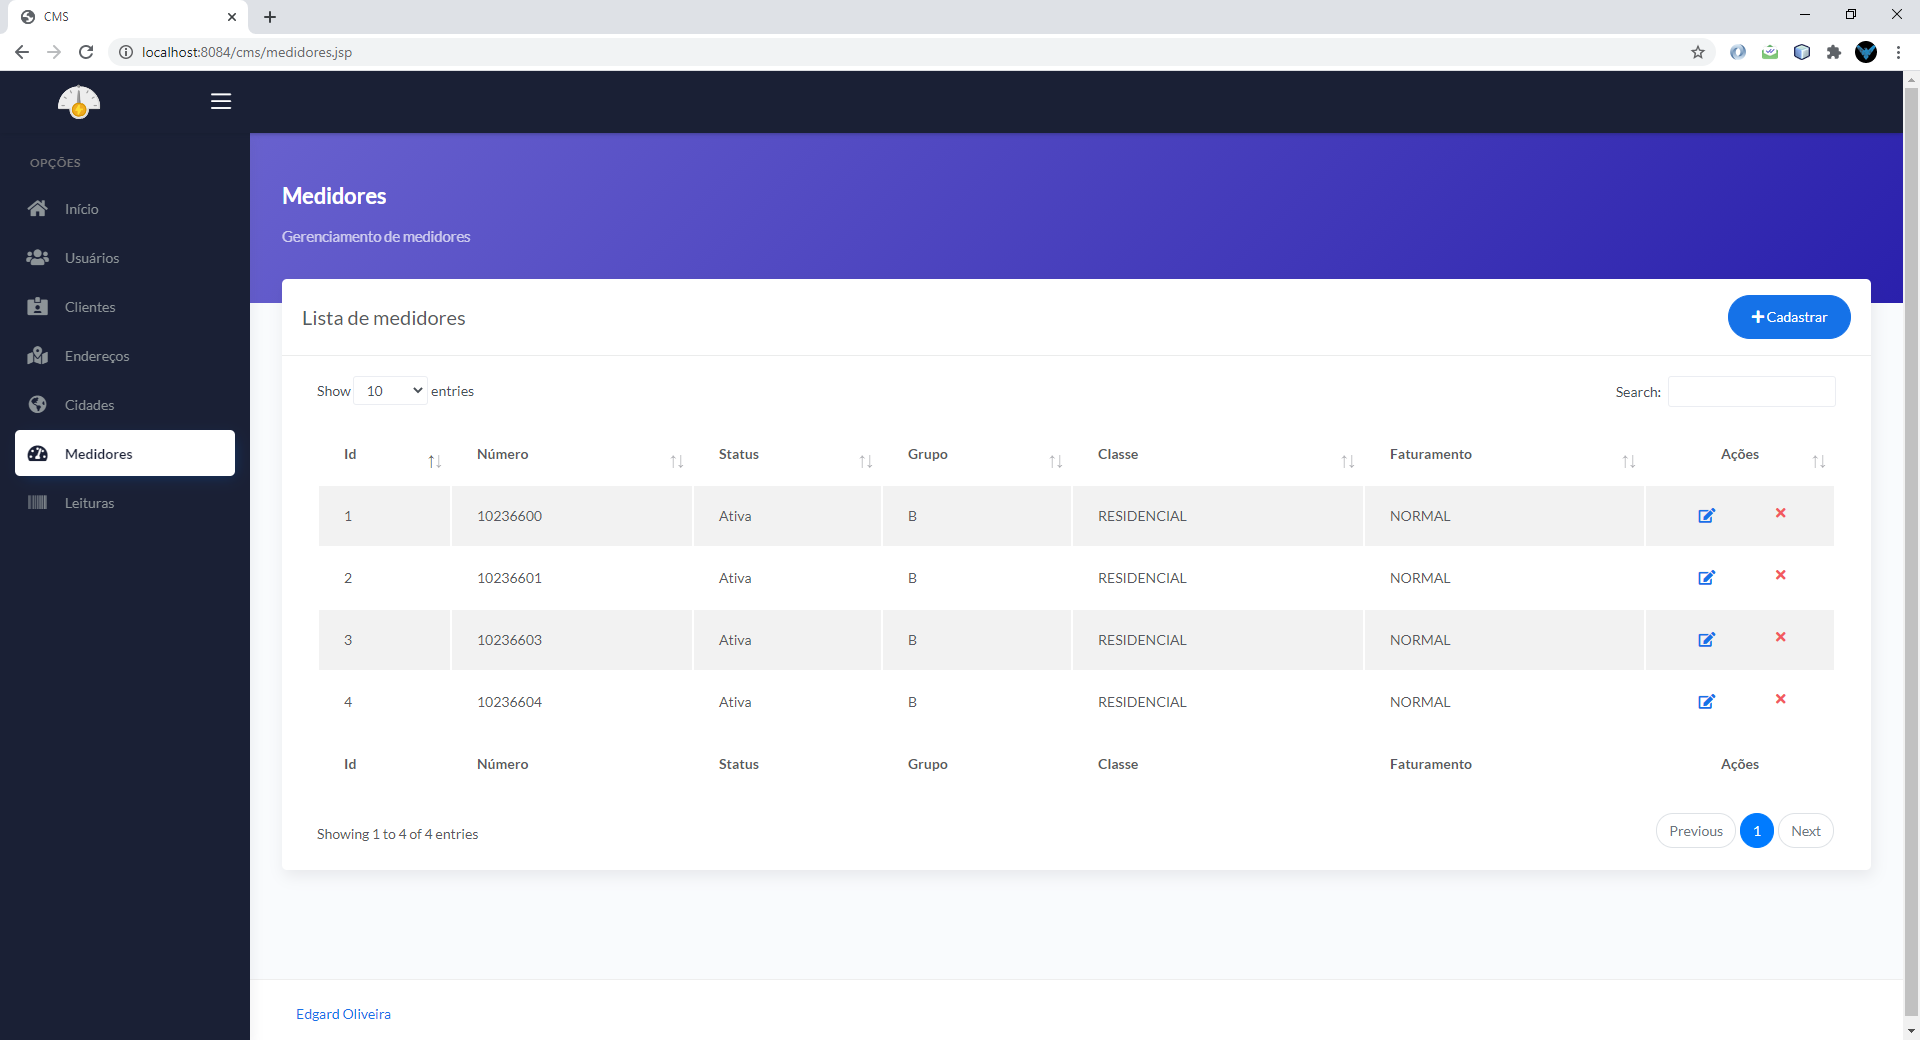 CMS
localhost:8084/cms/medidores.jsp
OPÇÕES
Início
Usuários
Clientes
Endereços
Cidades
Medidores
Leituras
Medidores
Gerenciamento de medidores
Lista de medidores
Cadastrar
Show 10 entries
Search:
Id Número Status Grupo Classe Faturamento Ações
1 10236600 Ativa B RESIDENCIAL NORMAL
2 10236601 Ativa B RESIDENCIAL NORMAL
3 10236603 Ativa B RESIDENCIAL NORMAL
4 10236604 Ativa B RESIDENCIAL NORMAL
Id Número Status Grupo Classe Faturamento Ações
Showing 1 to 4 of 4 entries
Previous 1 Next
Edgard Oliveira